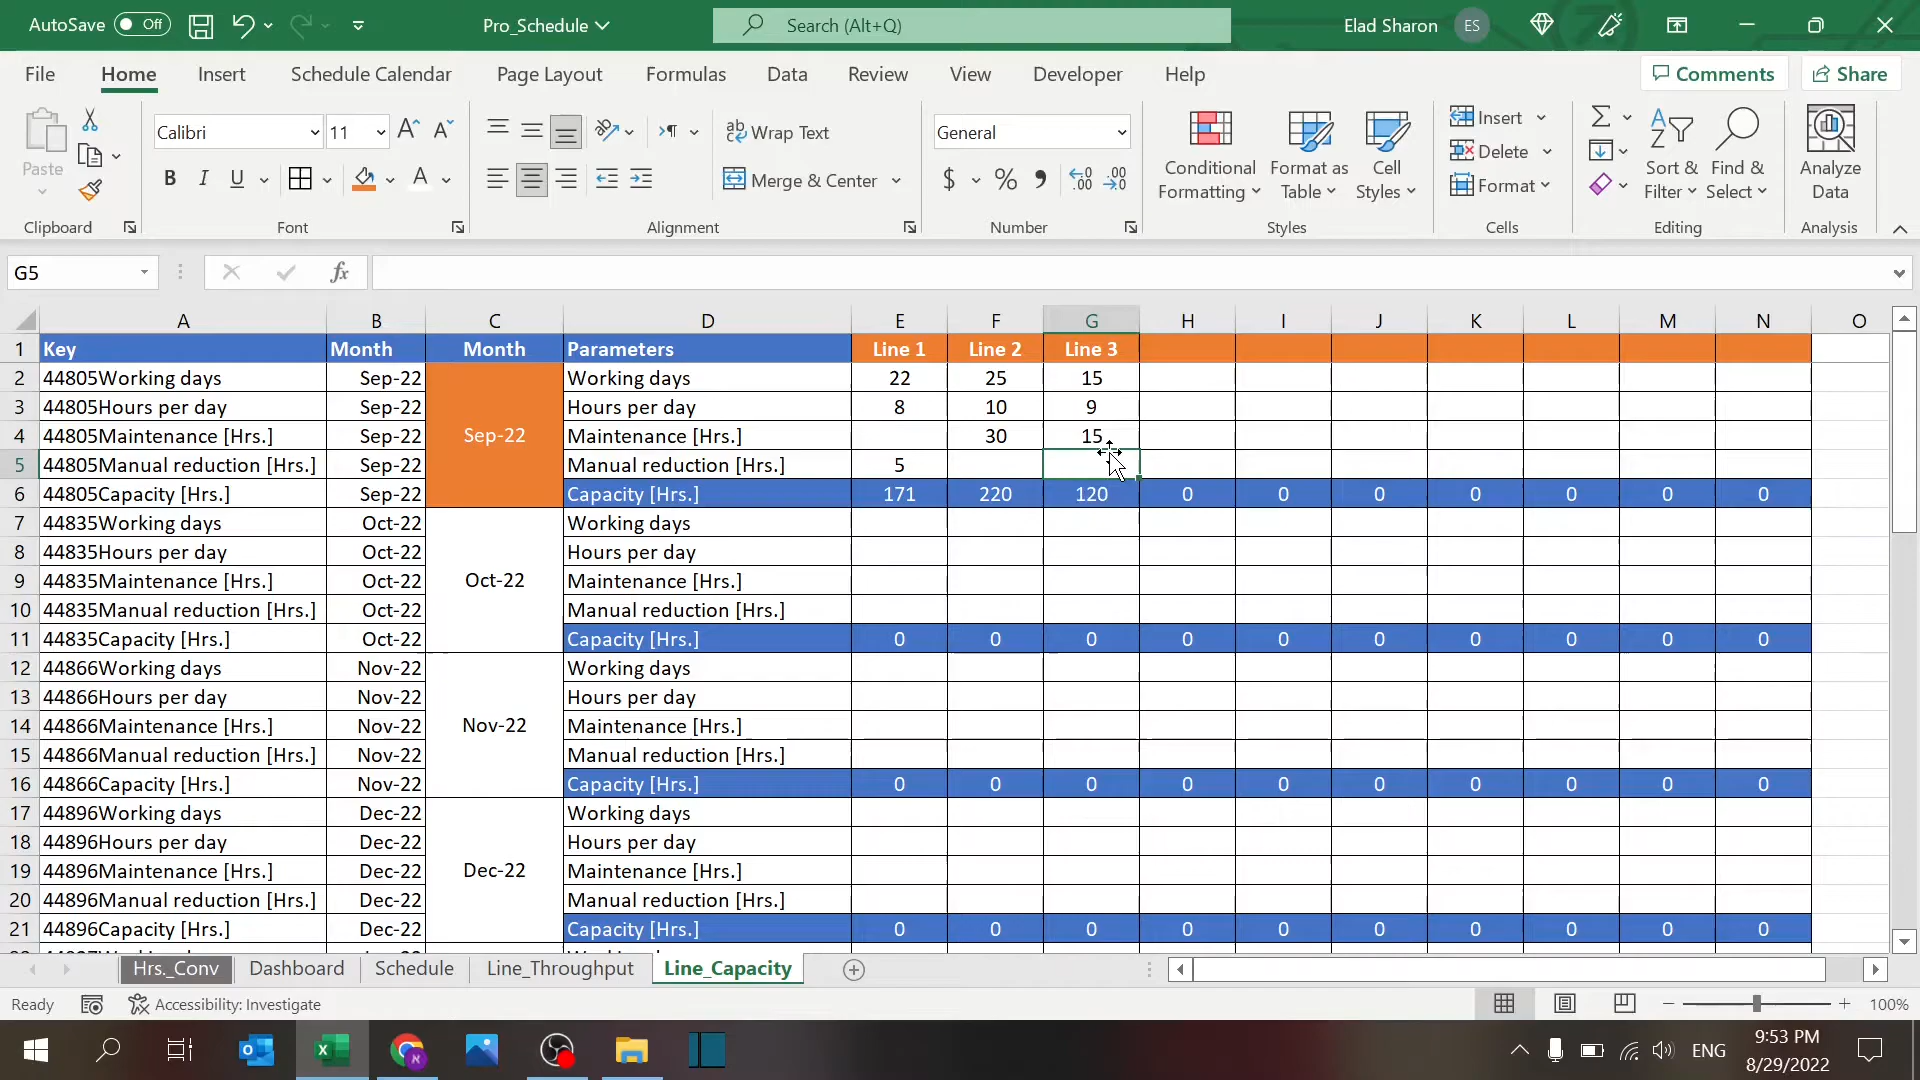 AutoSave Off Pro_Schedule Search (Alt+Q) Elad Sharon ES
File Home Insert Schedule Calendar Page Layout Formulas Data Review View Developer Help Comments Share
Paste
Calibri 11
B I U A
Wrap Text
Merge & Center
General
$ %
Conditional
Formatting
Format as
Table
Cell
Styles
Insert
Delete
Format
Sort &
Filter
Find &
Select
Analyze
Data
Clipboard Font Alignment Number Styles Cells Editing Analysis
G5 fx
A B C D E F G H I J K L M N O
1 Key Month Month Parameters Line 1 Line 2 Line 3
2 44805Working days Sep-22 Working days 22 25 15
3 44805Hours per day Sep-22 Hours per day 8 10 9
4 44805Maintenance [Hrs.] Sep-22 Sep-22 Maintenance [Hrs.] 30 15
5 44805Manual reduction [Hrs.] Sep-22 Manual reduction [Hrs.] 5
6 44805Capacity [Hrs.] Sep-22 Capacity [Hrs.] 171 220 120 0 0 0 0 0 0 0
7 44835Working days Oct-22 Working days
8 44835Hours per day Oct-22 Hours per day
9 44835Maintenance [Hrs.] Oct-22 Oct-22 Maintenance [Hrs.]
10 44835Manual reduction [Hrs.] Oct-22 Manual reduction [Hrs.]
11 44835Capacity [Hrs.] Oct-22 Capacity [Hrs.] 0 0 0 0 0 0 0 0 0 0
12 44866Working days Nov-22 Working days
13 44866Hours per day Nov-22 Hours per day
14 44866Maintenance [Hrs.] Nov-22 Nov-22 Maintenance [Hrs.]
15 44866Manual reduction [Hrs.] Nov-22 Manual reduction [Hrs.]
16 44866Capacity [Hrs.] Nov-22 Capacity [Hrs.] 0 0 0 0 0 0 0 0 0 0
17 44896Working days Dec-22 Working days
18 44896Hours per day Dec-22 Hours per day
19 44896Maintenance [Hrs.] Dec-22 Dec-22 Maintenance [Hrs.]
20 44896Manual reduction [Hrs.] Dec-22 Manual reduction [Hrs.]
21 44896Capacity [Hrs.] Dec-22 Capacity [Hrs.] 0 0 0 0 0 0 0 0 0 0
Hrs._Conv Dashboard Schedule Line_Throughput Line_Capacity
Ready Accessibility: Investigate 100%
ENG
9:53 PM
8/29/2022